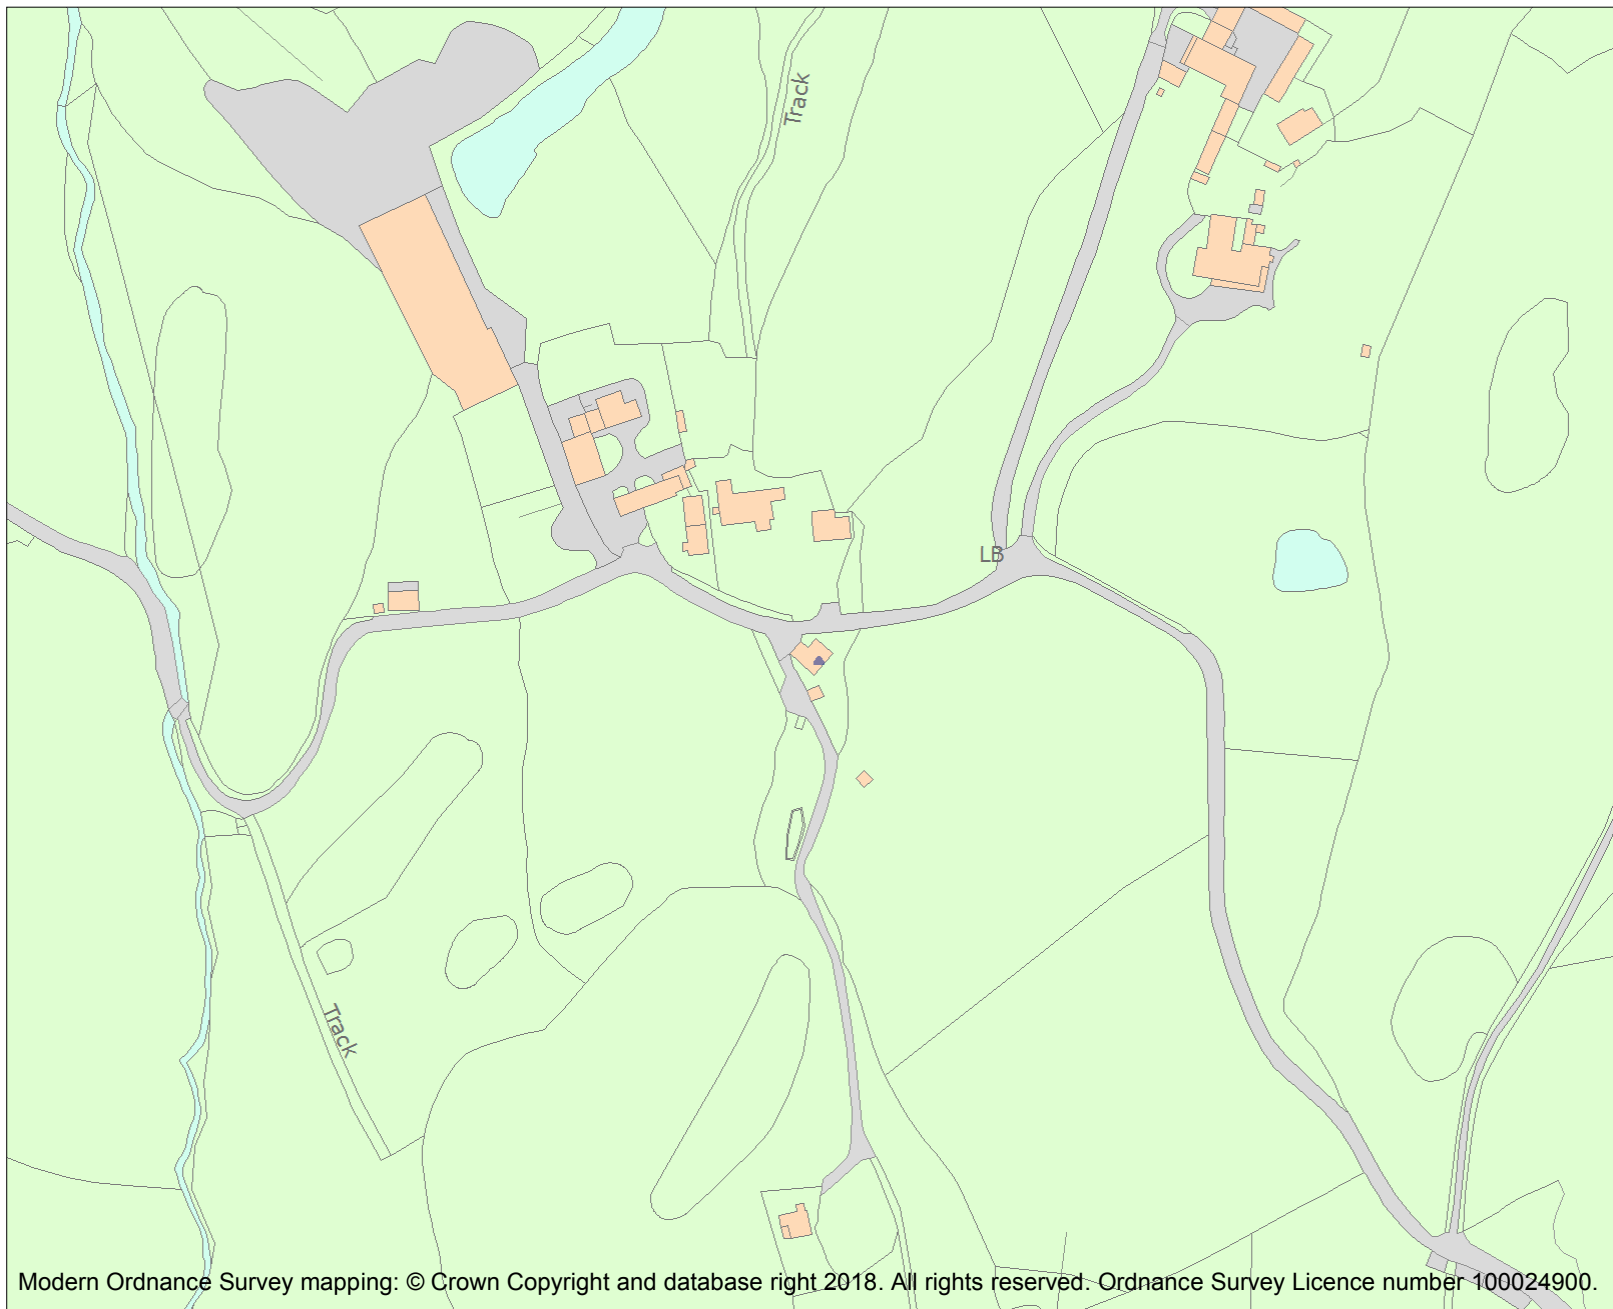 Track
LB
Track
Modern Ordnance Survey mapping: © Crown Copyright and database right 2018. All rights reserved. Ordnance Survey Licence number 100024900.